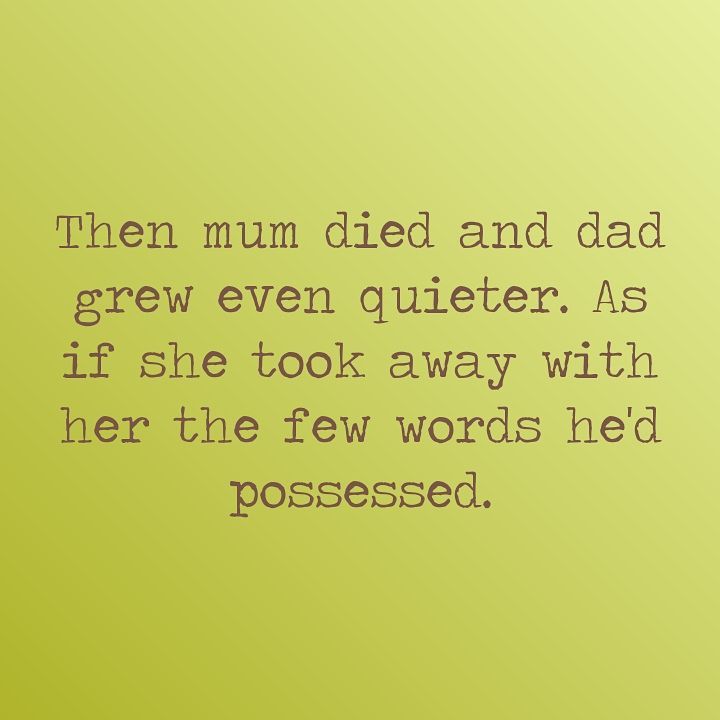 Then mum died and dad
grew even quieter. As
if she took away with
her the few words he'd
possessed.